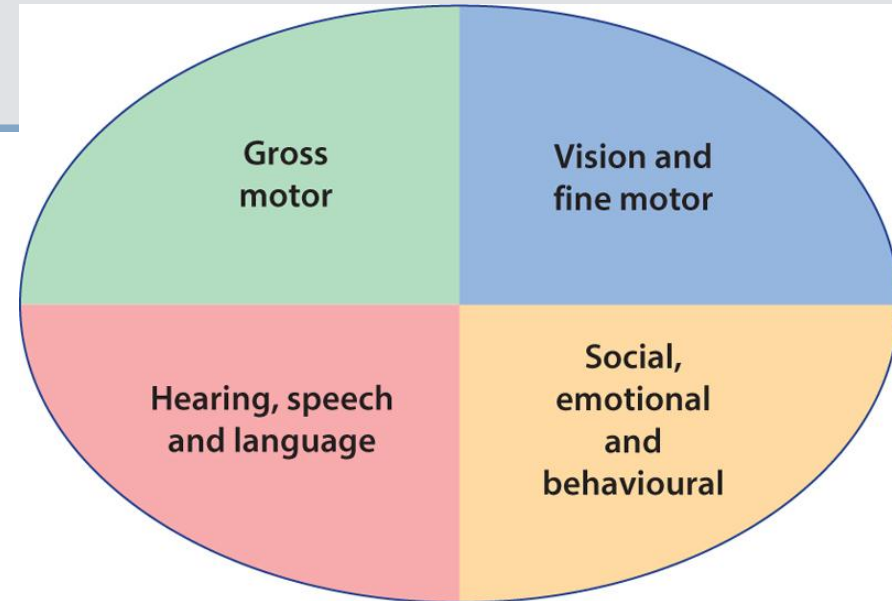 Gross
motor
Vision and
fine motor
Hearing, speech
and language
Social,
emotional
and
behavioural